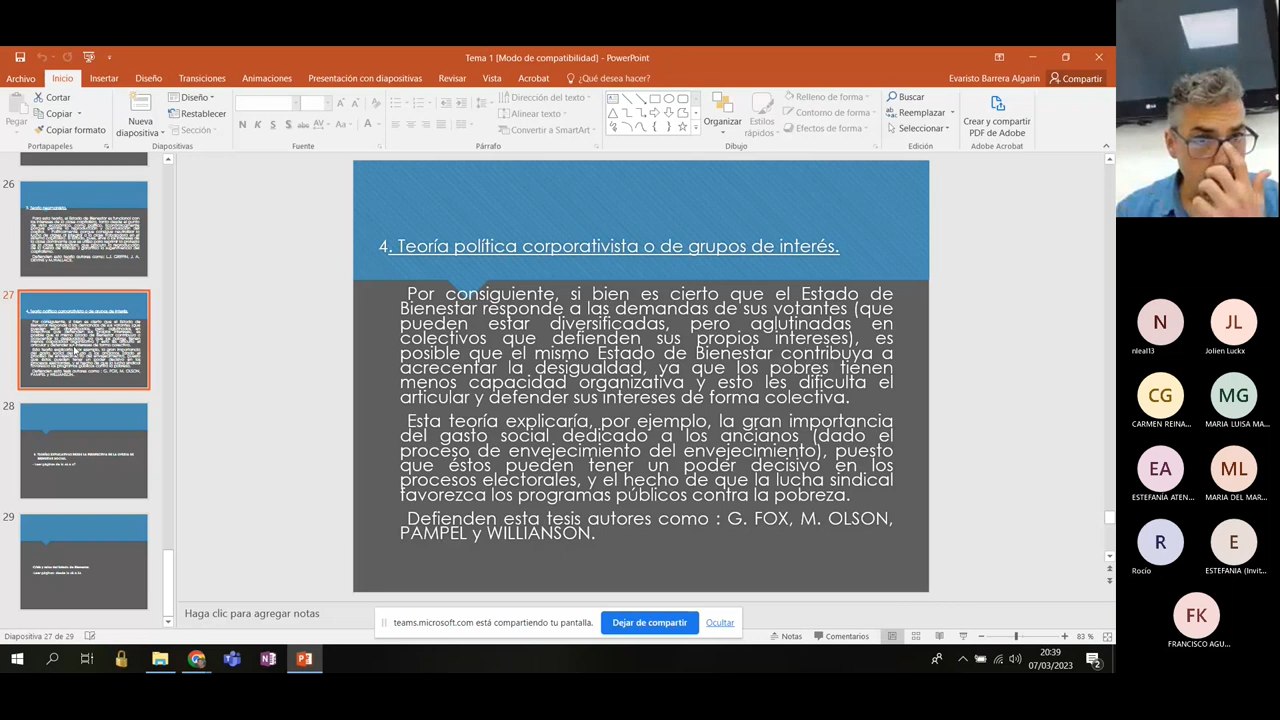 Tema 1 [Modo de compatibilidad] - PowerPoint
Archivo Inicio Insertar Diseño Transiciones Animaciones Presentación con diapositivas Revisar Vista Acrobat ¿Qué desea hacer? Evaristo Barrera Algarin Compartir
Pegar
Cortar
Copiar
Copiar formato
Portapapeles
Nueva
diapositiva
Diseño
Restablecer
Sección
Diapositivas
N K S S abc AV Aa A
Fuente
Dirección del texto
Alinear texto
Convertir a SmartArt
Párrafo
Organizar
Estilos
rápidos
Relleno de forma
Contorno de forma
Efectos de forma
Dibujo
Buscar
Reemplazar
Seleccionar
Edición
Crear y compartir
PDF de Adobe
Adobe Acrobat
26
27
28
29
4. Teoría política corporativista o de grupos de interés.
Por consiguiente, si bien es cierto que el Estado de
Bienestar responde a las demandas de sus votantes (que
pueden estar diversificadas, pero aglutinadas en
colectivos que defienden sus propios intereses), es
posible que el mismo Estado de Bienestar contribuya a
acrecentar la desigualdad, ya que los pobres tienen
menos capacidad organizativa y esto les dificulta el
articular y defender sus intereses de forma colectiva.
Esta teoría explicaría, por ejemplo, la gran importancia
del gasto social dedicado a los ancianos (dado el
proceso de envejecimiento del envejecimiento), puesto
que éstos pueden tener un poder decisivo en los
procesos electorales, y el hecho de que la lucha sindical
favorezca los programas públicos contra la pobreza.
Defienden esta tesis autores como : G. FOX, M. OLSON,
PAMPEL y WILLIANSON.
Haga clic para agregar notas
teams.microsoft.com está compartiendo tu pantalla.
Dejar de compartir
Ocultar
Diapositiva 27 de 29
Notas
Comentarios
83 %
20:39
07/03/2023
2
N
nleal13
JL
Jolien Luckx
CG
CARMEN REINA...
MG
MARIA LUISA MA...
EA
ESTEFANÍA ATEN...
ML
MARIA DEL MAR...
R
Rocío
E
ESTEFANIA (Invit...
FK
FRANCISCO AGU...